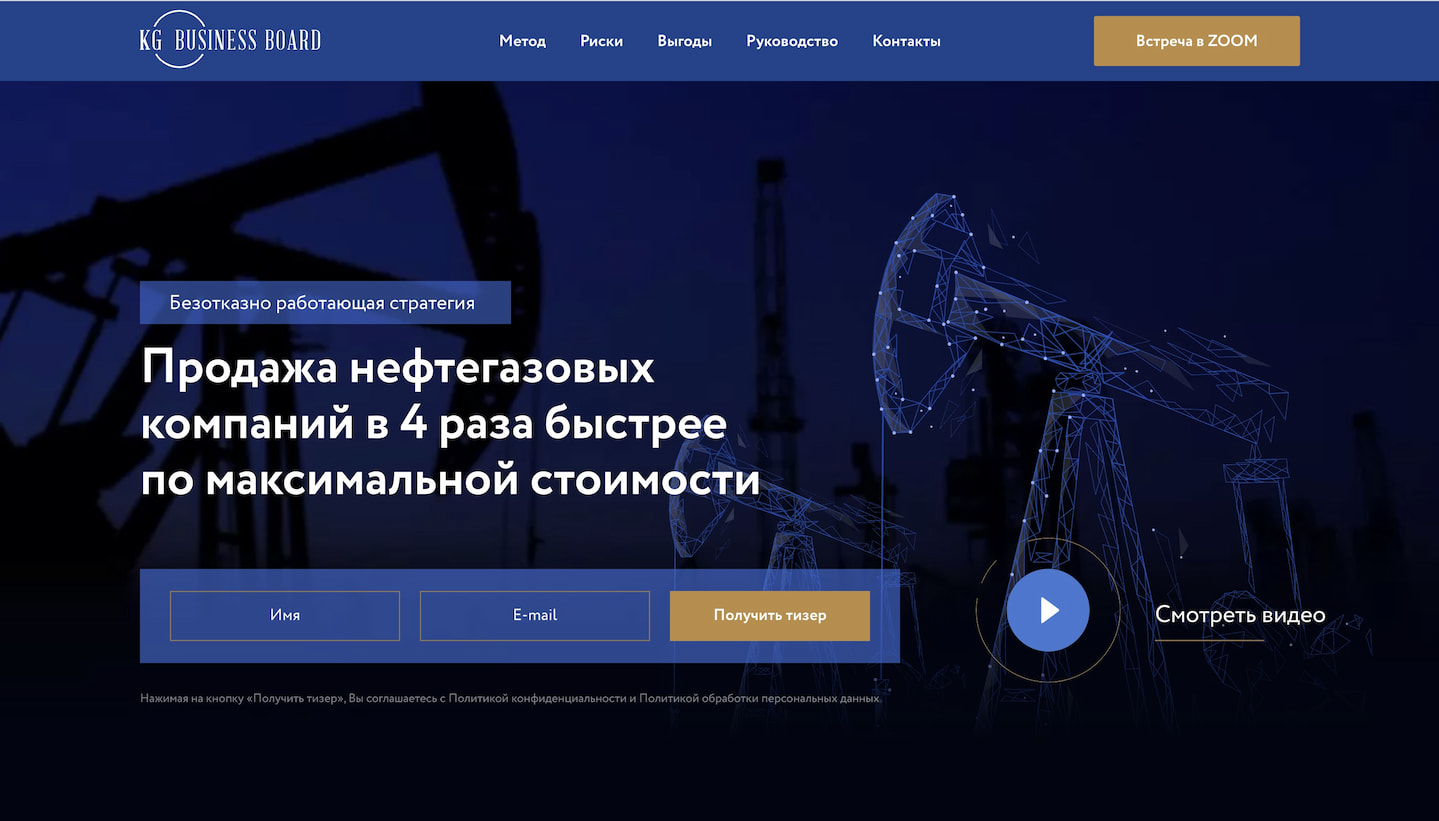 KG BUSINESS BOARD
Метод
Риски
Выгоды
Руководство
Контакты
Встреча в ZOOM
Безотказно работающая стратегия
Продажа нефтегазовых
компаний в 4 раза быстрее
по максимальной стоимости
Имя
E-mail
Получить тизер
Смотреть видео
Нажимая на кнопку «Получить тизер», Вы соглашаетесь с Политикой конфиденциальности и Политикой обработки персональных данных.